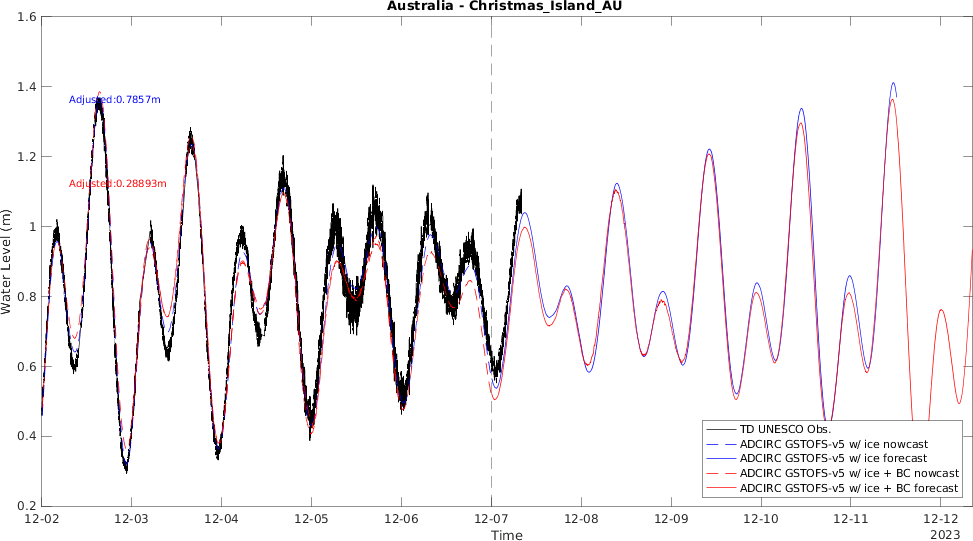 Australia - Christmas_Island_AU
1.6
1.4
1.2
1
0.8
0.6
0.4
0.2
Water Level (m)
Adjusted:0.7857m
Adjusted:0.28893m
TD UNESCO Obs.
ADCIRC GSTOFS-v5 w/ ice nowcast
ADCIRC GSTOFS-v5 w/ ice forecast
ADCIRC GSTOFS-v5 w/ ice + BC nowcast
ADCIRC GSTOFS-v5 w/ ice + BC forecast
12-02 12-03 12-04 12-05 12-06 12-07 12-08 12-09 12-10 12-11 12-12
2023
Time